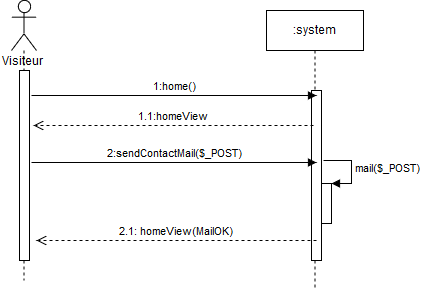 :system
Visiteur
1:home()
1.1:homeView
2:sendContactMail($_POST)
mail($_POST)
2.1: homeView(MailOK)